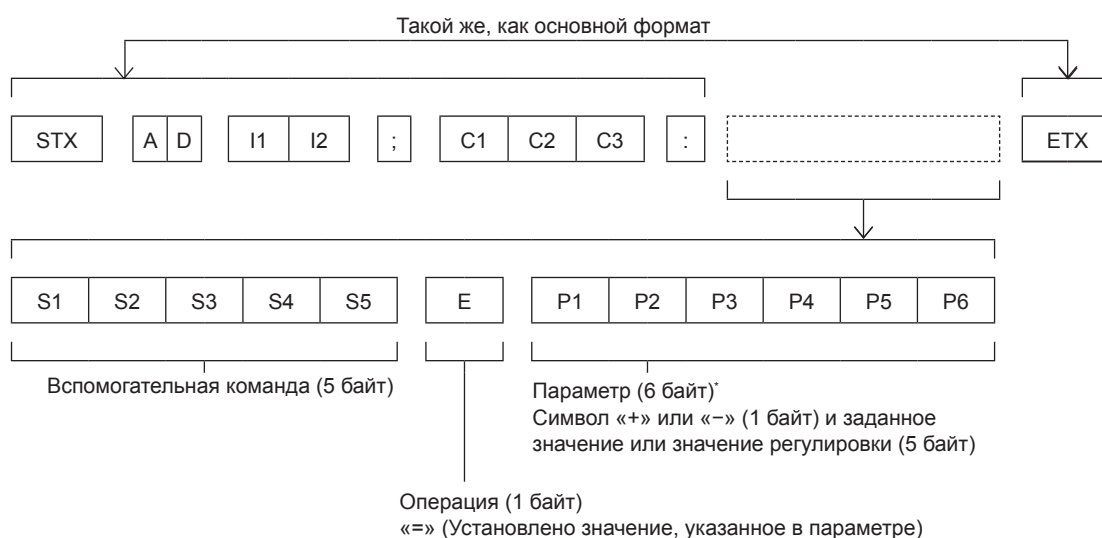 Такой же, как основной формат
STX A D I1 I2 ; C1 C2 C3 : ETX
S1 S2 S3 S4 S5 E P1 P2 P3 P4 P5 P6
Вспомогательная команда (5 байт)
Параметр (6 байт)*
Символ «+» или «−» (1 байт) и заданное
значение или значение регулировки (5 байт)
Операция (1 байт)
«=» (Установлено значение, указанное в параметре)